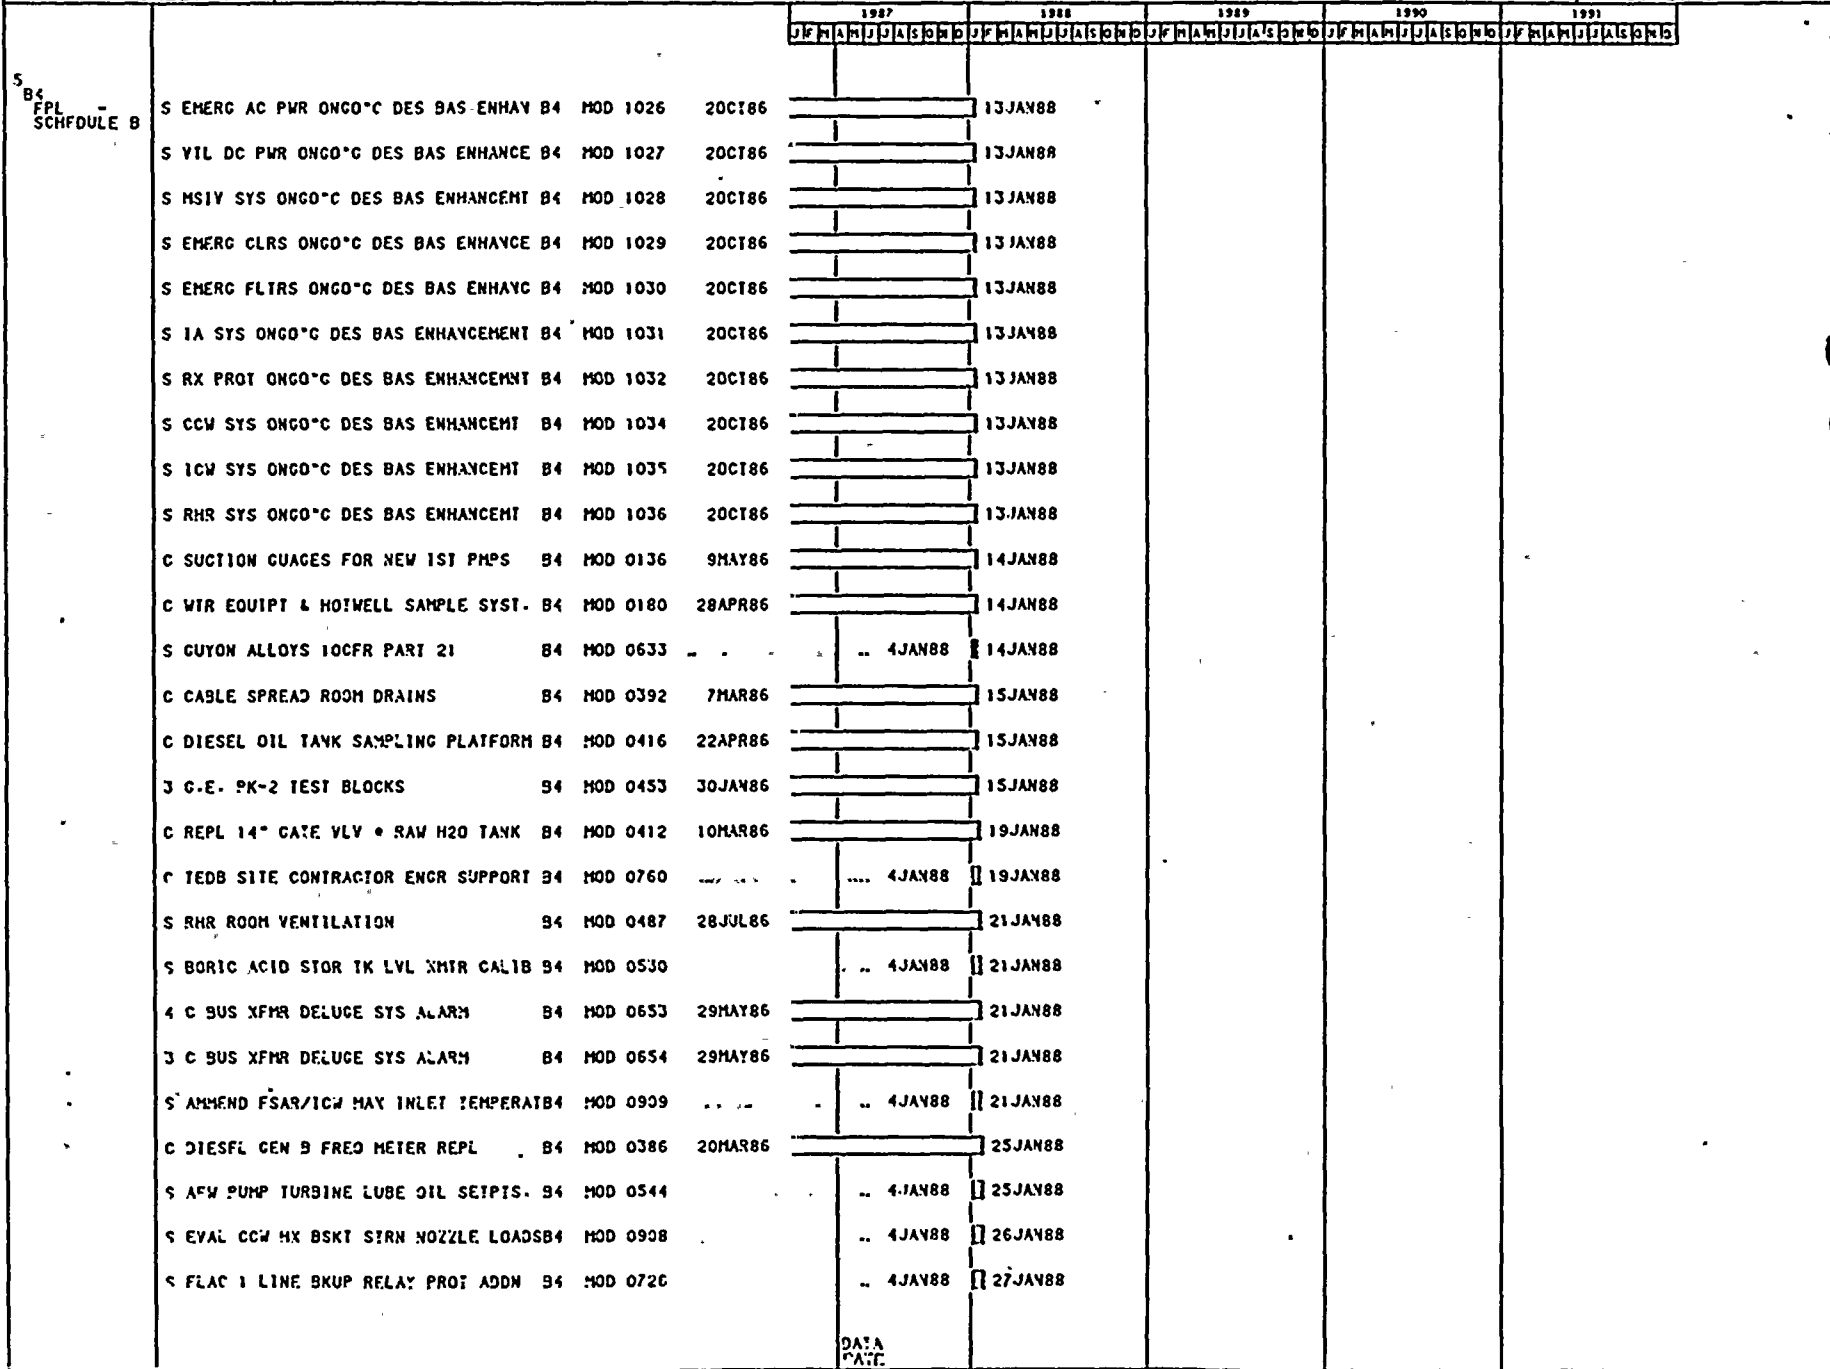 1987 1988 1989 1990 1991
J F M A M J J A S O N D J F M A M J J A S O N D J F M A M J J A S O N D J F M A M J J A S O N D J F M A M J J A S O N D
S
B4
FPL -
SCHEDULE B
S EMERG AC PWR ONGO'G DES BAS ENHAN B4 MOD 1026 20OCT86 13JAN88
S VTL DC PWR ONGO'G DES BAS ENHANCE B4 MOD 1027 20OCT86 13JAN88
S MSIV SYS ONGO'G DES BAS ENHANCEMT B4 MOD 1028 20OCT86 13JAN88
S EMERG CLRS ONGO'G DES BAS ENHANCE B4 MOD 1029 20OCT86 13JAN88
S EMERG FLTRS ONGO'G DES BAS ENHANC B4 MOD 1030 20OCT86 13JAN88
S IA SYS ONGO'G DES BAS ENHANCEMENT B4 MOD 1031 20OCT86 13JAN88
S RX PROT ONGO'G DES BAS ENHANCEMNT B4 MOD 1032 20OCT86 13JAN88
S CCW SYS ONGO'G DES BAS ENHANCEMT B4 MOD 1034 20OCT86 13JAN88
S ICW SYS ONGO'G DES BAS ENHANCEMT B4 MOD 1035 20OCT86 13JAN88
S RHR SYS ONGO'G DES BAS ENHANCEMT B4 MOD 1036 20OCT86 13JAN88
C SUCTION GUAGES FOR NEW IST PMPS B4 MOD 0136 9MAY86 14JAN88
C WTR EQUIPT & HOTWELL SAMPLE SYST. B4 MOD 0180 28APR86 14JAN88
S GUYON ALLOYS 10CFR PART 21 B4 MOD 0633 4JAN88 14JAN88
C CABLE SPREAD ROOM DRAINS B4 MOD 0392 7MAR86 15JAN88
C DIESEL OIL TANK SAMPLING PLATFORM B4 MOD 0416 22APR86 15JAN88
3 G.E. PK-2 TEST BLOCKS B4 MOD 0453 30JAN86 15JAN88
C REPL 14" GATE VLV @ RAW H2O TANK B4 MOD 0412 10MAR86 19JAN88
C TEDB SITE CONTRACTOR ENGR SUPPORT B4 MOD 0760 4JAN88 19JAN88
S RHR ROOM VENTILATION B4 MOD 0487 28JUL86 21JAN88
S BORIC ACID STOR TK LVL XMTR CALIB B4 MOD 0530 4JAN88 21JAN88
4 C BUS XFMR DELUGE SYS ALARM B4 MOD 0653 29MAY86 21JAN88
3 C BUS XFMR DELUGE SYS ALARM B4 MOD 0654 29MAY86 21JAN88
S AMMEND FSAR/ICW MAX INLET TEMPERATB4 MOD 0909 4JAN88 21JAN88
C DIESEL GEN B FREQ METER REPL B4 MOD 0386 20MAR86 25JAN88
S AFW PUMP TURBINE LUBE OIL SETPTS. B4 MOD 0544 4JAN88 25JAN88
S EVAL CCW HX BSKT STRN NOZZLE LOADSB4 MOD 0908 4JAN88 26JAN88
S FLAG 1 LINE BKUP RELAY PROT ADDN B4 MOD 0726 4JAN88 27JAN88
DATA
DATE